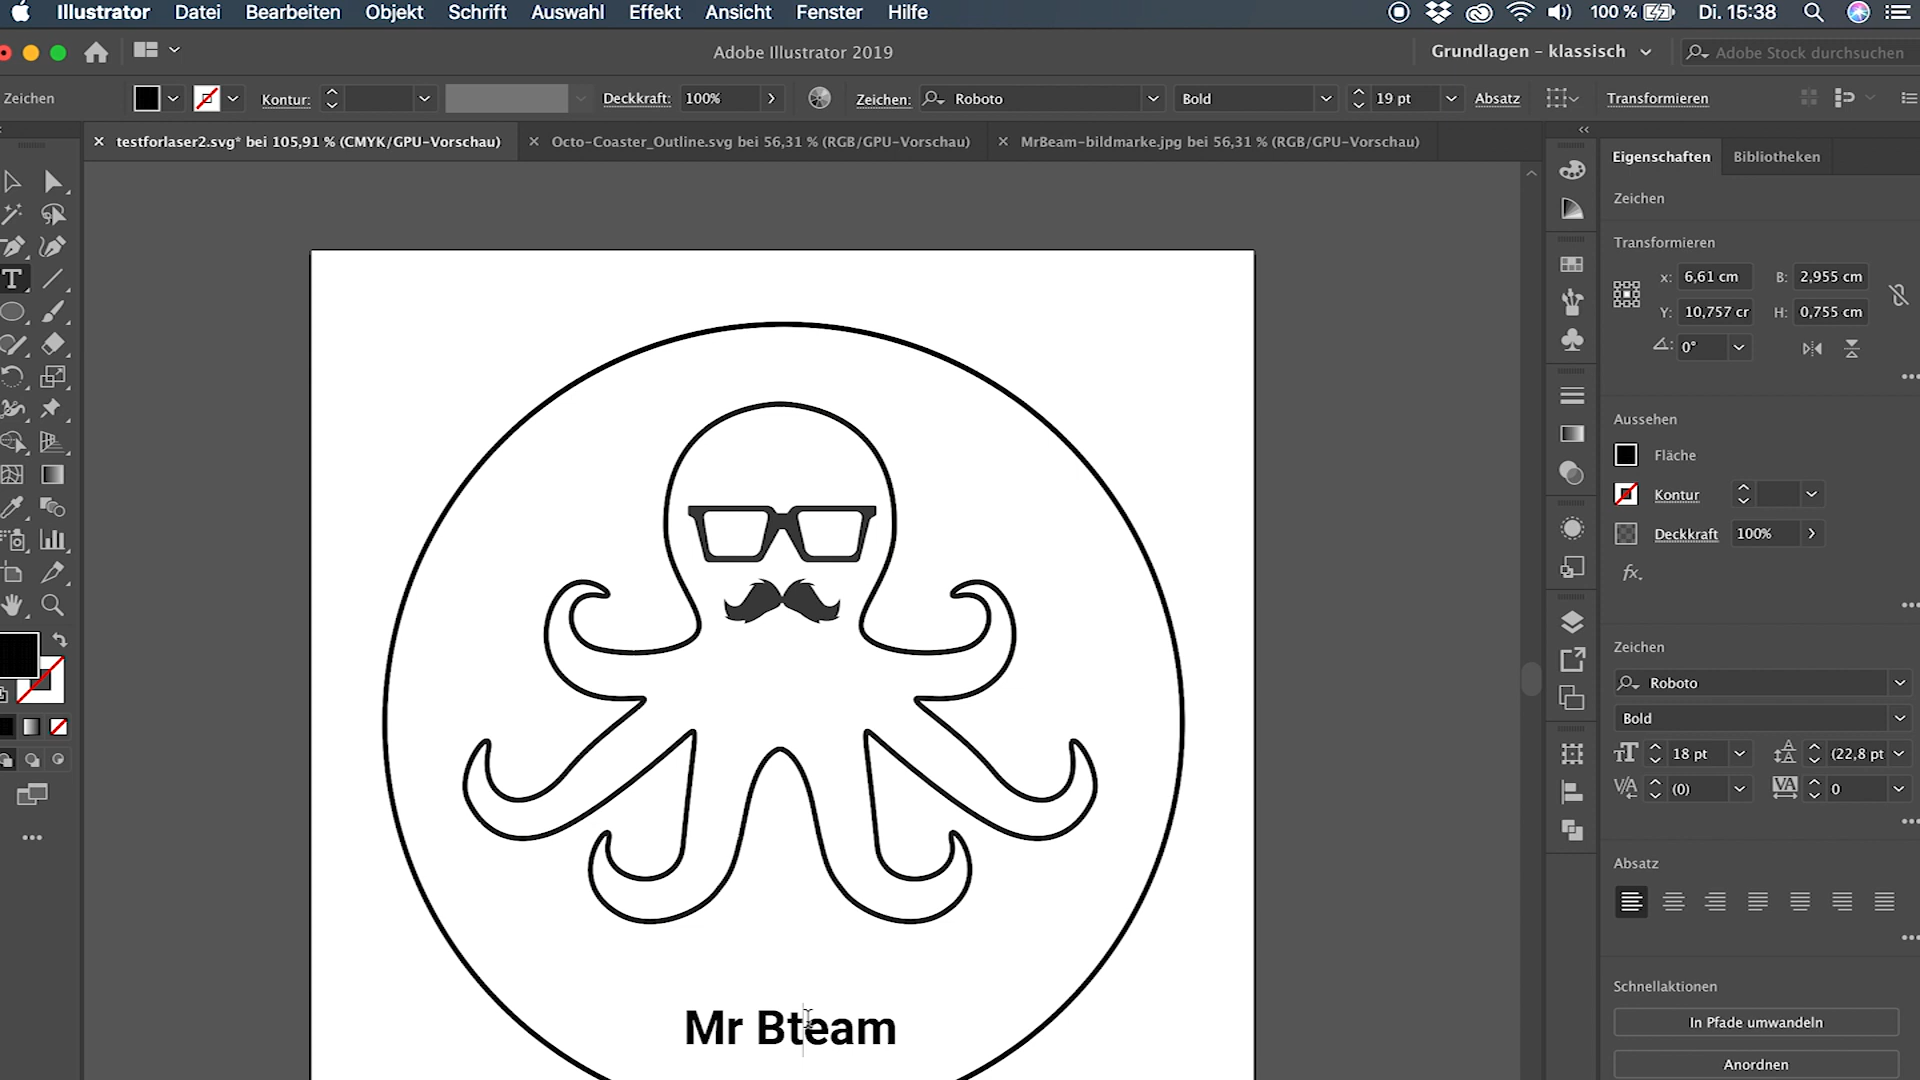 Illustrator Datei Bearbeiten Objekt Schrift Auswahl Effekt Ansicht Fenster Hilfe 100 % Di. 15:38
Adobe Illustrator 2019 Grundlagen – klassisch Adobe Stock durchsuchen
Zeichen Kontur: Deckkraft: 100% Zeichen: Roboto Bold 19 pt Absatz Transformieren
testforlaser2.svg* bei 105,91 % (CMYK/GPU-Vorschau) Octo-Coaster_Outline.svg bei 56,31 % (RGB/GPU-Vorschau) MrBeam-bildmarke.jpg bei 56,31 % (RGB/GPU-Vorschau)
Eigenschaften Bibliotheken
Zeichen
Transformieren
x: 6,61 cm B: 2,955 cm
Y: 10,757 cr H: 0,755 cm
0°
Aussehen
Fläche
Kontur
Deckkraft 100%
fx.
Zeichen
Roboto
Bold
18 pt (22,8 pt
(0) 0
Absatz
Schnellaktionen
In Pfade umwandeln
Anordnen
Mr Bteam